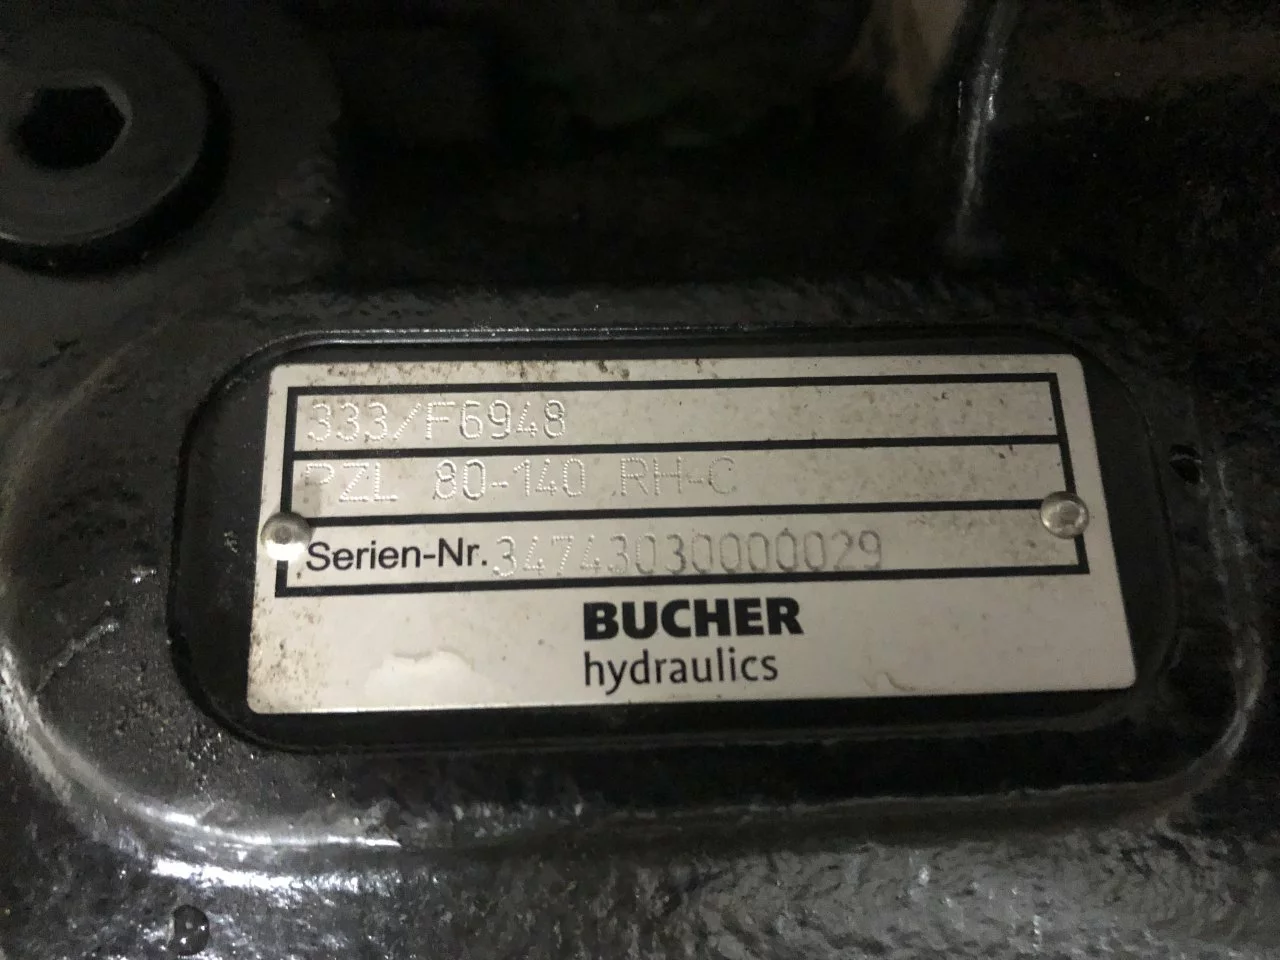 333/F6948
PZL 80-140 RH-C
Serien-Nr. 34743030000029
BUCHER
hydraulics